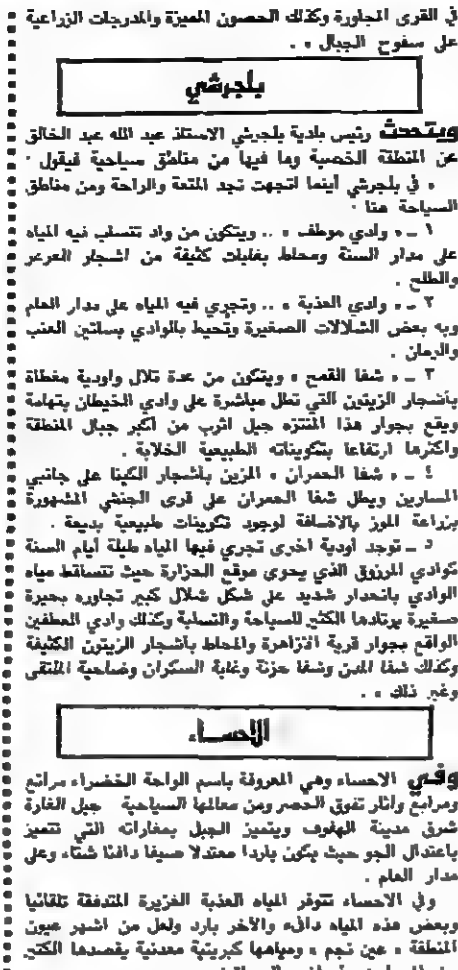 في القرى المجاورة وكذلك الحصون المميزة والمدرجات الزراعية
على سفوح الجبال » .
بلجرشي
ويتحدث رئيس بلدية بلجرشي الاستاذ عبد الله عبد الخالق
عن المنطقة الخصبة وما فيها من مناطق سياحية فيقول :
« في بلجرشي أينما اتجهت تجد المتعة والراحة ومن مناطق
السياحة هنا :
١ ـ « وادي موظف » .. ويتكون من واد تتصلب فيه المياه
على مدار السنة ومحاط بغابات كثيفة من اشجار العرعر
والطلح .
٢ ـ « وادي العذبة » .. وتجري فيه المياه على مدار العام
وبه بعض الشلالات الصغيرة وتحيط بالوادي بساتين العنب
والرمان .
٣ ـ « شفا القمح » ويتكون من عدة تلال واودية مغطاة
بأشجار الزيتون التي تطل مباشرة على وادي الخيطان بتهامة
ويقع بجوار هذا المنتزه جبل اثرب من أكبر جبال المنطقة
واكثرها ارتفاعا بتكويناته الطبيعية الخلابة .
٤ ـ « شفا الحمران » المزين بأشجار الكينا على جانبي
المسارين ويطل شفا الحمران على قرى الجنش المشهورة
بزراعة الموز بالاضافة لوجود تكوينات طبيعية بديعة .
٥ ـ توجد أودية اخرى تجري فيها المياه طيلة أيام السنة
كوادي المرزوق الذي يحوى موقع الحزارة حيث تتساقط مياه
الوادي بانحدار شديد على شكل شلال كبير تجاوره بحيرة
صغيرة يرتادها الكثير للسياحة والتسلية وكذلك وادي المطفين
الواقع بجوار قرية الزاهرة والمحاط بأشجار الزيتون الكثيفة
وكذلك شفا المدن وشفا حزنة وغابة السكران وضاحية الملتقى
وغير ذلك » .
الاحساء
وفي الاحساء وهي المعروفة باسم الواحة الخضراء مراتع
ومرابع وآثار تفوق الحصر ومن معالمها السياحية جبل القارة
شرق مدينة الهفوف ويتميز الجبل بمغاراته التي تتميز
باعتدال الجو حيث يكون باردا معتدلا صيفا دافئا شتاء وعلى
مدار العام .
وفي الاحساء تتوفر المياه العذبة الغزيرة المتدفقة تلقائيا
وبعض هذه المياه دافىء والآخر بارد ولعل من اشهر عيون
المنطقة « عين نجم » ومياهها كبريتية معدنية يقصدها الكثير